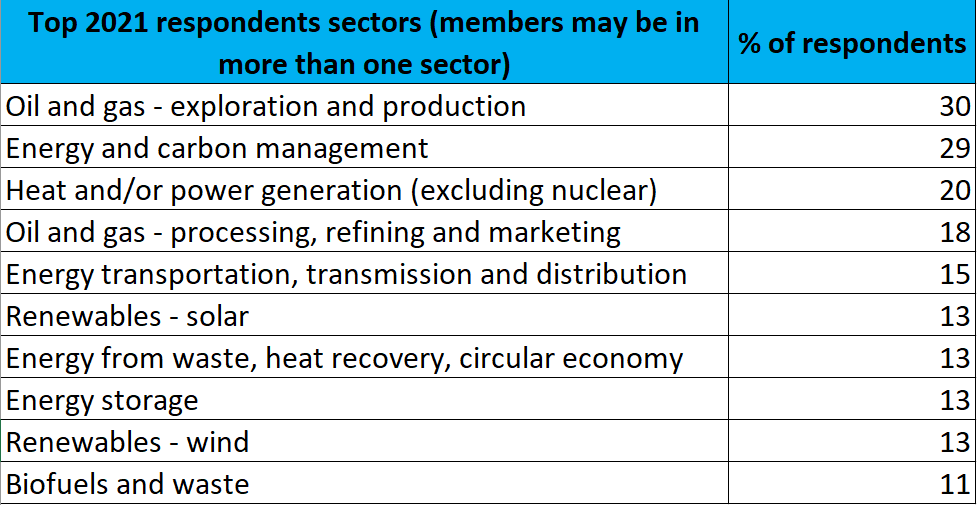 Top 2021 respondents sectors (members may be in
more than one sector)
% of respondents
Oil and gas - exploration and production 30
Energy and carbon management 29
Heat and/or power generation (excluding nuclear) 20
Oil and gas - processing, refining and marketing 18
Energy transportation, transmission and distribution 15
Renewables - solar 13
Energy from waste, heat recovery, circular economy 13
Energy storage 13
Renewables - wind 13
Biofuels and waste 11